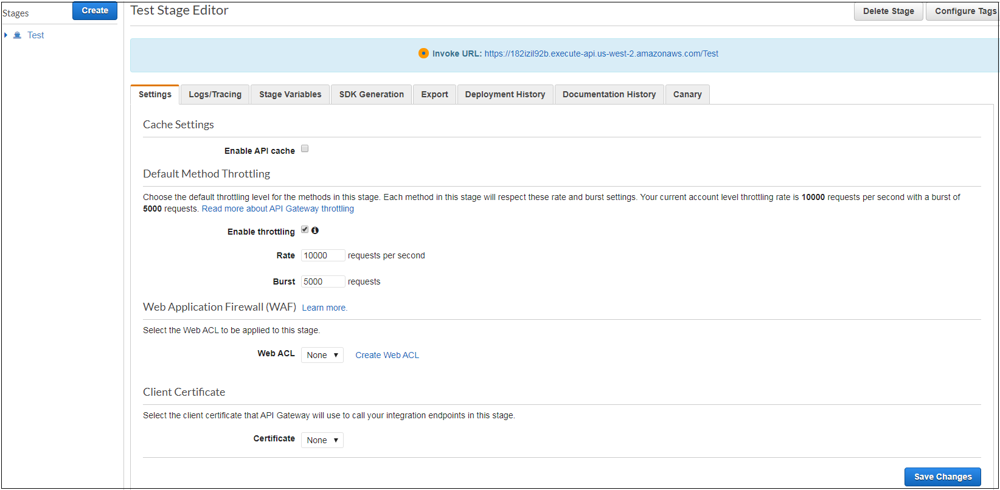 Stages
Create
Test
Test Stage Editor
Delete Stage
Configure Tags
Invoke URL: https://182izil92b.execute-api.us-west-2.amazonaws.com/Test
Settings
Logs/Tracing
Stage Variables
SDK Generation
Export
Deployment History
Documentation History
Canary
Cache Settings
Enable API cache
Default Method Throttling
Choose the default throttling level for the methods in this stage. Each method in this stage will respect these rate and burst settings. Your current account level throttling rate is 10000 requests per second with a burst of
5000 requests. Read more about API Gateway throttling
Enable throttling
Rate 10000 requests per second
Burst 5000 requests
Web Application Firewall (WAF) Learn more.
Select the Web ACL to be applied to this stage.
Web ACL None Create Web ACL
Client Certificate
Select the client certificate that API Gateway will use to call your integration endpoints in this stage.
Certificate None
Save Changes